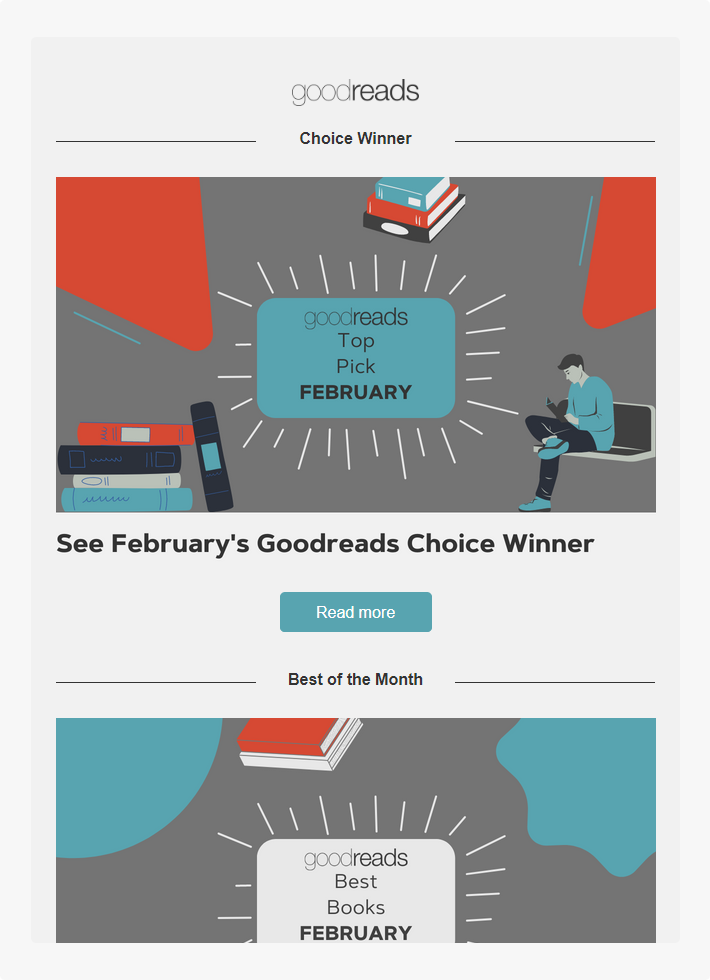 goodreads
Choice Winner
goodreads
Top
Pick
FEBRUARY
See February's Goodreads Choice Winner
Read more
Best of the Month
goodreads
Best
Books
FEBRUARY